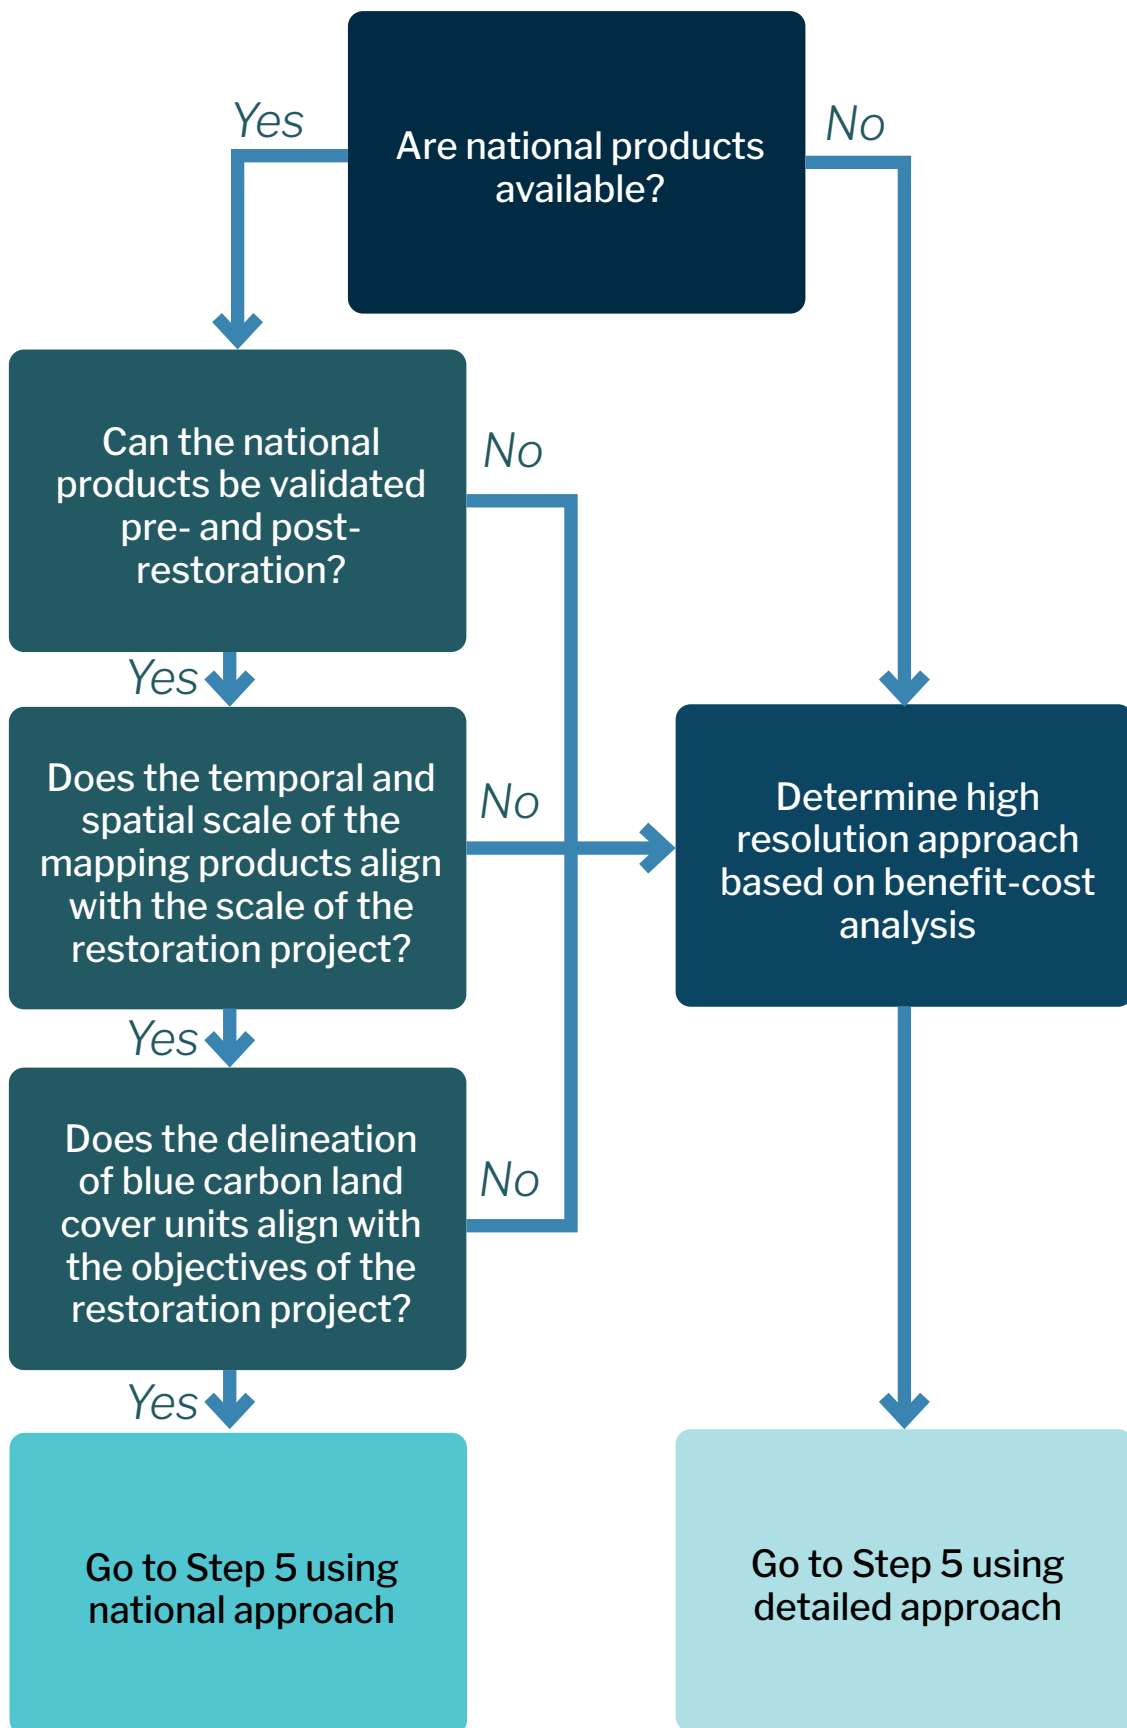 Are national products
available?
Yes
No
Can the national
products be validated
pre- and post-
restoration?
No
Yes
Does the temporal and
spatial scale of the
mapping products align
with the scale of the
restoration project?
No
Determine high
resolution approach
based on benefit-cost
analysis
Yes
Does the delineation
of blue carbon land
cover units align with
the objectives of the
restoration project?
No
Yes
Go to Step 5 using
national approach
Go to Step 5 using
detailed approach